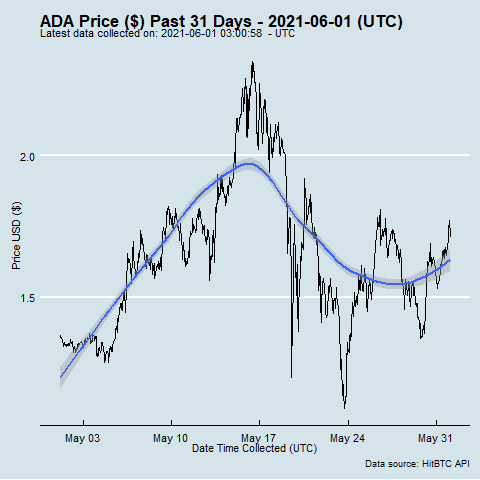 ADA Price ($) Past 31 Days - 2021-06-01 (UTC)
Latest data collected on: 2021-06-01 03:00:58 - UTC
Price USD ($)
2.0
1.5
May 03 May 10 May 17 May 24 May 31
Date Time Collected (UTC)
Data source: HitBTC API